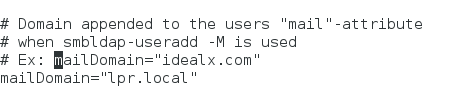 # Domain appended to the users "mail"-attribute
# when smbldap-useradd -M is used
# Ex: mailDomain="idealx.com"
mailDomain="lpr.local"